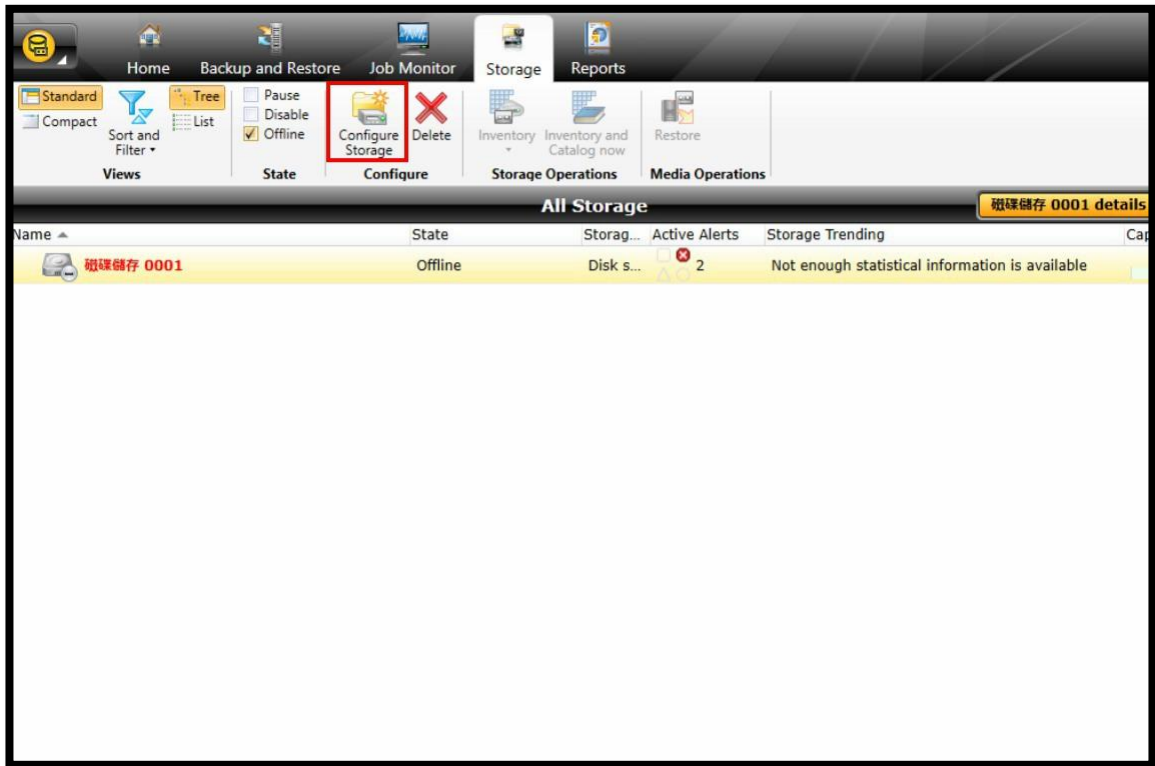 Home Backup and Restore Job Monitor Storage Reports
Standard
Compact
Sort and
Filter
Tree
List
Views
Pause
Disable
Offline
State
Configure
Storage
Delete
Configure
Inventory
Inventory and
Catalog now
Storage Operations
Restore
Media Operations
All Storage
磁碟儲存 0001 details
Name State Storag... Active Alerts Storage Trending Cap
磁碟儲存 0001 Offline Disk s... 2 Not enough statistical information is available